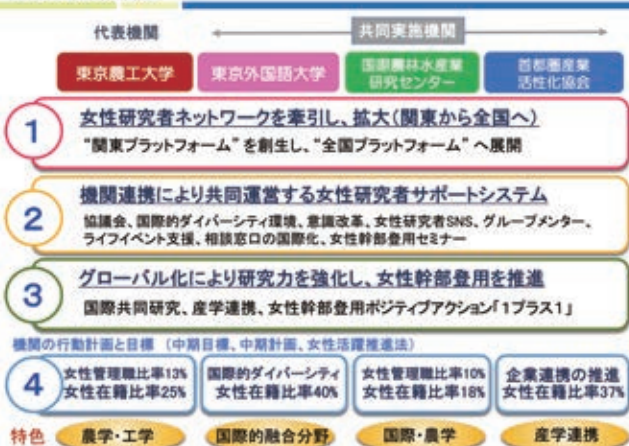 代表機関
共同実施機関
東京農工大学
東京外国語大学
国際農林水産業
研究センター
首都圏産業
活性化協会
1
女性研究者ネットワークを牽引し、拡大(関東から全国へ)
“関東プラットフォーム”を創生し、“全国プラットフォーム”へ展開
2
機関連携により共同運営する女性研究者サポートシステム
協議会、国際的ダイバーシティ環境、意識改革、女性研究者SNS、グループメンター、
ライフイベント支援、相談窓口の国際化、女性幹部登用セミナー
3
グローバル化により研究力を強化し、女性幹部登用を推進
国際共同研究、産学連携、女性幹部登用ポジティブアクション「1プラス1」
機関の行動計画と目標 (中期目標、中期計画、女性活躍推進法)
4
女性管理職比率13%
女性在籍比率25%
国際的ダイバーシティ
女性在籍比率40%
女性管理職比率10%
女性在籍比率18%
企業連携の推進
女性在籍比率37%
特色
農学・工学
国際的融合分野
国際・農学
産学連携